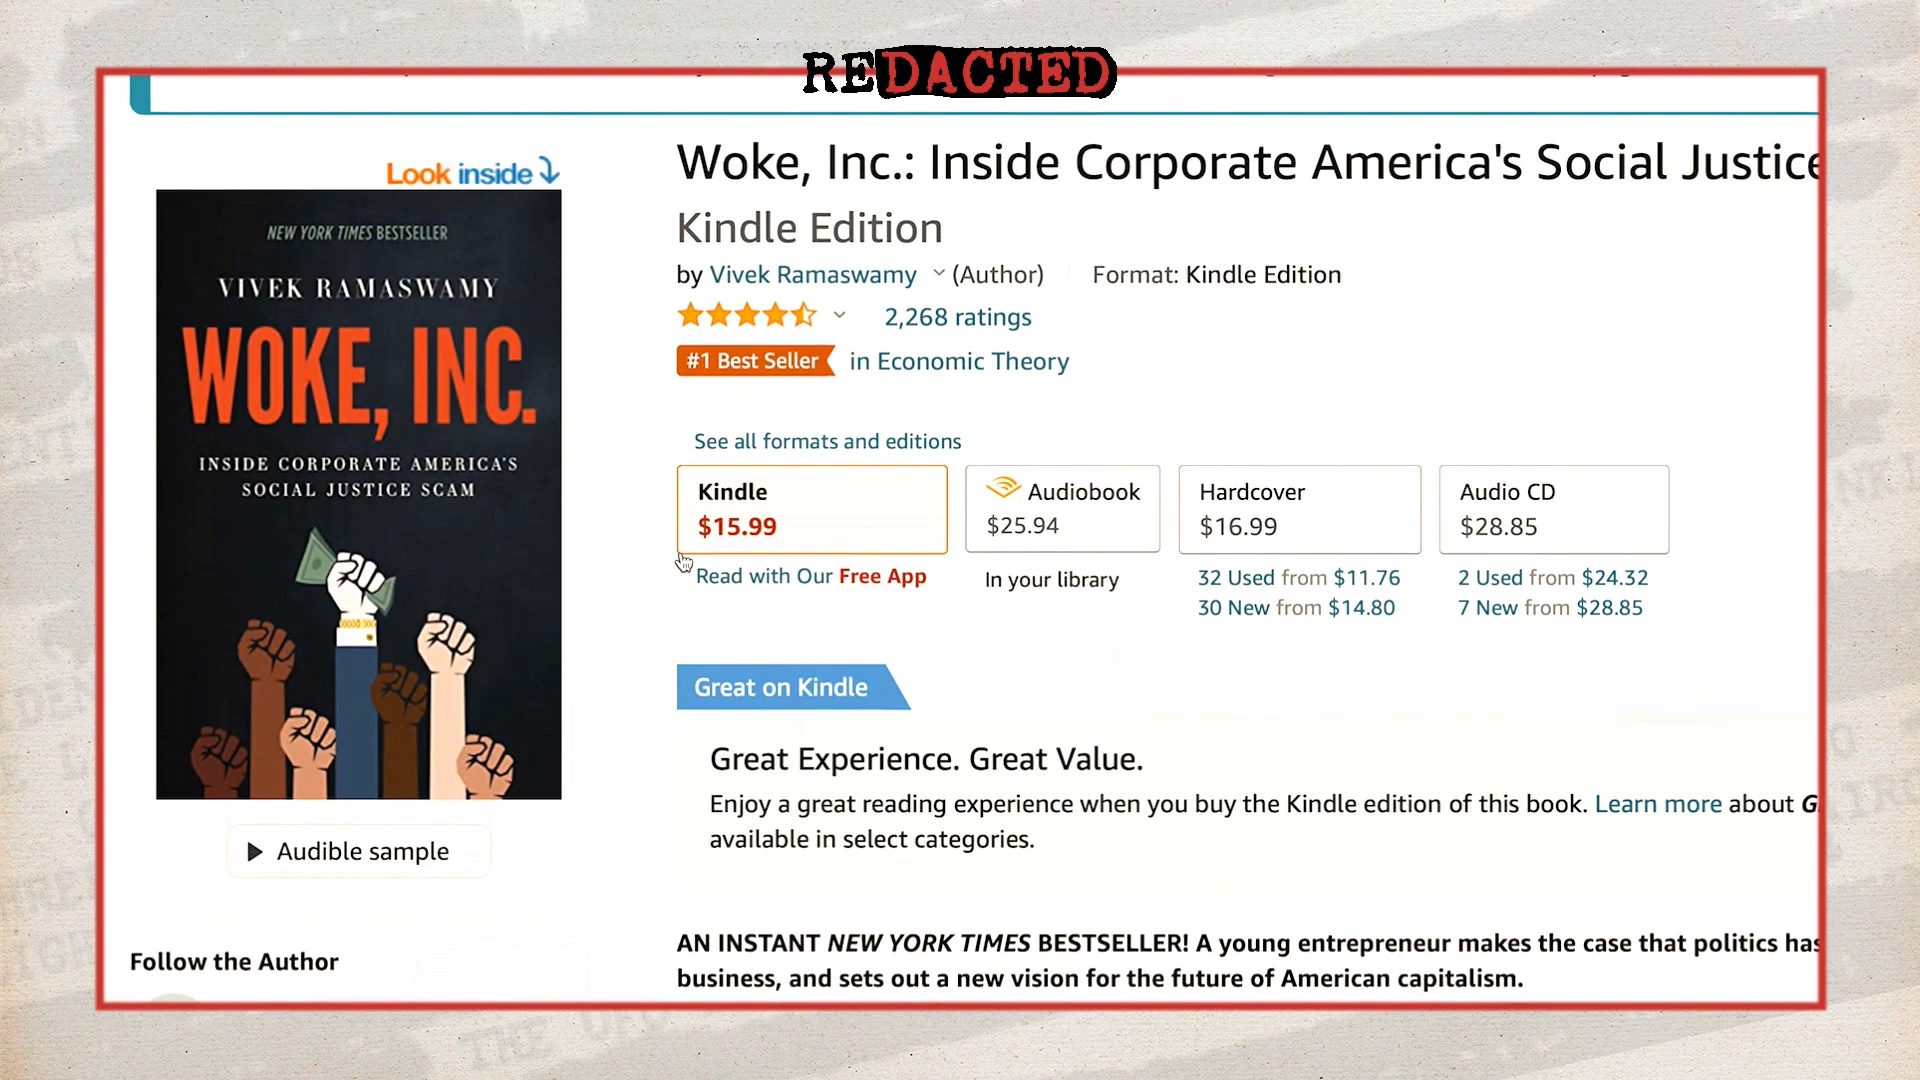 REDACTED
Look inside
NEW YORK TIMES BESTSELLER
VIVEK RAMASWAMY
WOKE, INC.
INSIDE CORPORATE AMERICA'S
SOCIAL JUSTICE SCAM
Audible sample
Follow the Author
Woke, Inc.: Inside Corporate America's Social Justice
Kindle Edition
by Vivek Ramaswamy (Author) Format: Kindle Edition
2,268 ratings
#1 Best Seller in Economic Theory
See all formats and editions
Kindle
$15.99
Read with Our Free App
Audiobook
$25.94
In your library
Hardcover
$16.99
32 Used from $11.76
30 New from $14.80
Audio CD
$28.85
2 Used from $24.32
7 New from $28.85
Great on Kindle
Great Experience. Great Value.
Enjoy a great reading experience when you buy the Kindle edition of this book. Learn more about G
available in select categories.
AN INSTANT NEW YORK TIMES BESTSELLER! A young entrepreneur makes the case that politics has
business, and sets out a new vision for the future of American capitalism.